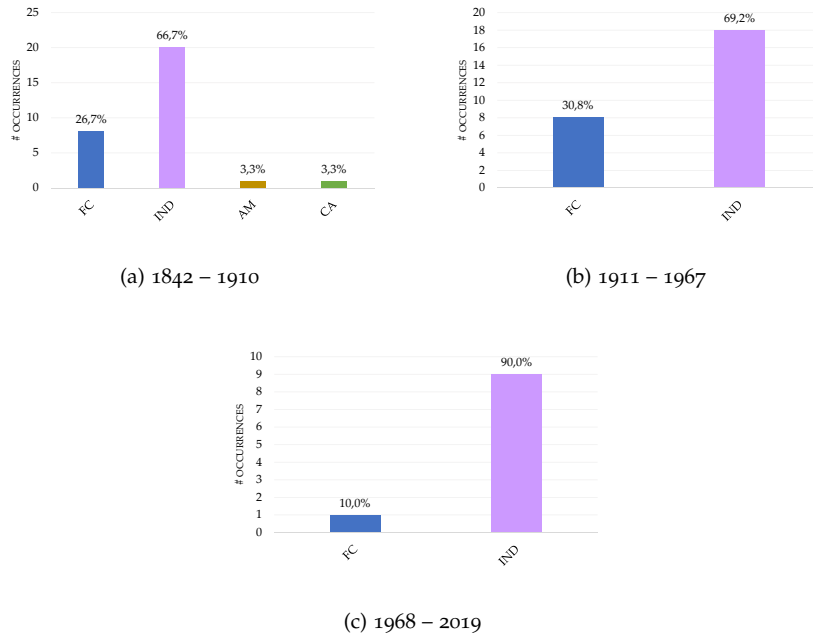 # OCCURRENCES
25
20
15
10
5
0
26,7%
66,7%
3,3%
3,3%
FC
IND
AM
CA
(a) 1842 – 1910
# OCCURRENCES
20
18
16
14
12
10
8
6
4
2
0
30,8%
69,2%
FC
IND
(b) 1911 – 1967
# OCCURRENCES
10
9
8
7
6
5
4
3
2
1
0
10,0%
90,0%
FC
IND
(c) 1968 – 2019